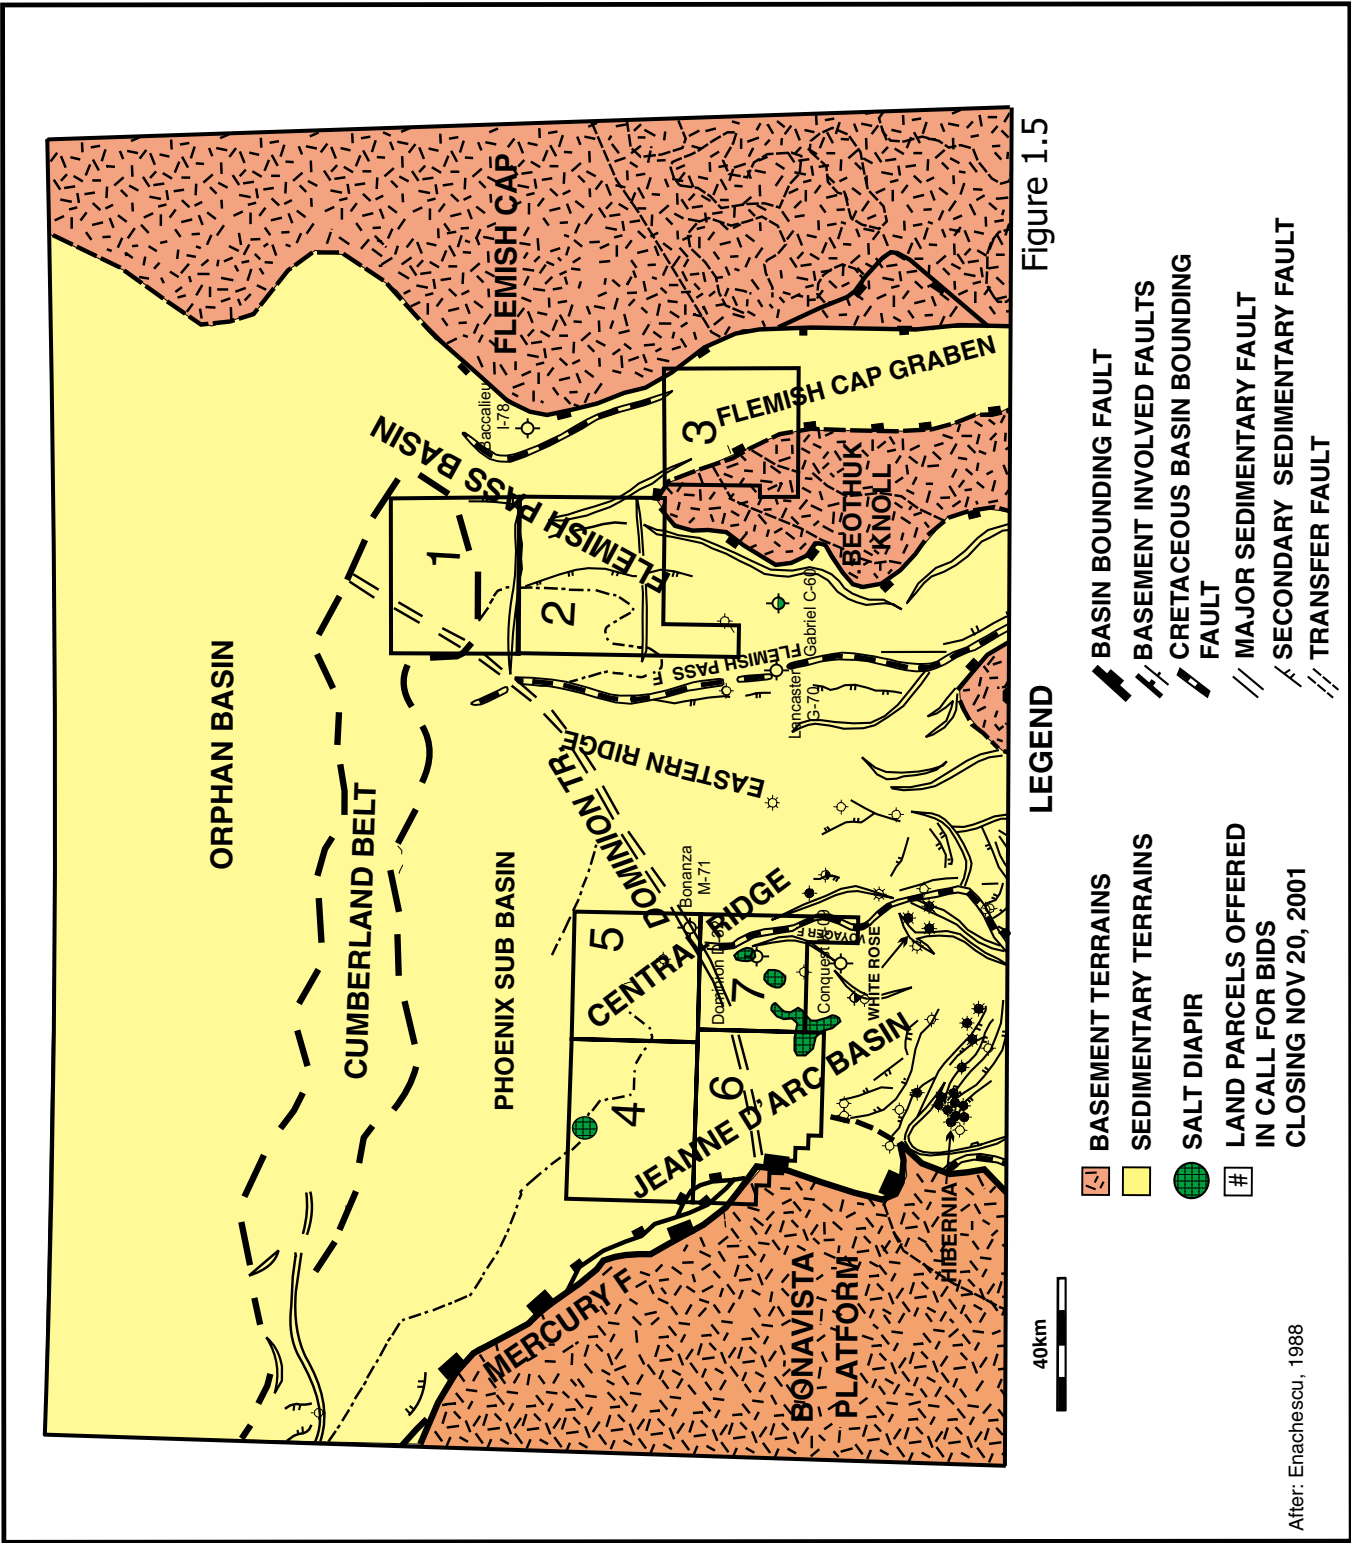 ORPHAN BASIN
CUMBERLAND BELT
PHOENIX SUB BASIN
FLEMISH CAP
FLEMISH PASS BASIN
Baccalieu
I-78
1
2
3
FLEMISH CAP GRABEN
BEOTHUK
KNOLL
Gabriel C-60
FLEMISH PASS F
Lancaster
G-70
EASTERN RIDGE
DOMINION TR.
Bonanza
M-71
CENTRAL RIDGE
5
4
7
6
Dominion
VOYAGER F
Conquest
WHITE ROSE
JEANNE D'ARC BASIN
HIBERNIA
MERCURY F
BONAVISTA
PLATFORM
Figure 1.5
LEGEND
BASEMENT TERRAINS
SEDIMENTARY TERRAINS
SALT DIAPIR
#
LAND PARCELS OFFERED
IN CALL FOR BIDS
CLOSING NOV 20, 2001
BASIN BOUNDING FAULT
BASEMENT INVOLVED FAULTS
CRETACEOUS BASIN BOUNDING
FAULT
MAJOR SEDIMENTARY FAULT
SECONDARY SEDIMENTARY FAULT
TRANSFER FAULT
40km
After: Enachescu, 1988